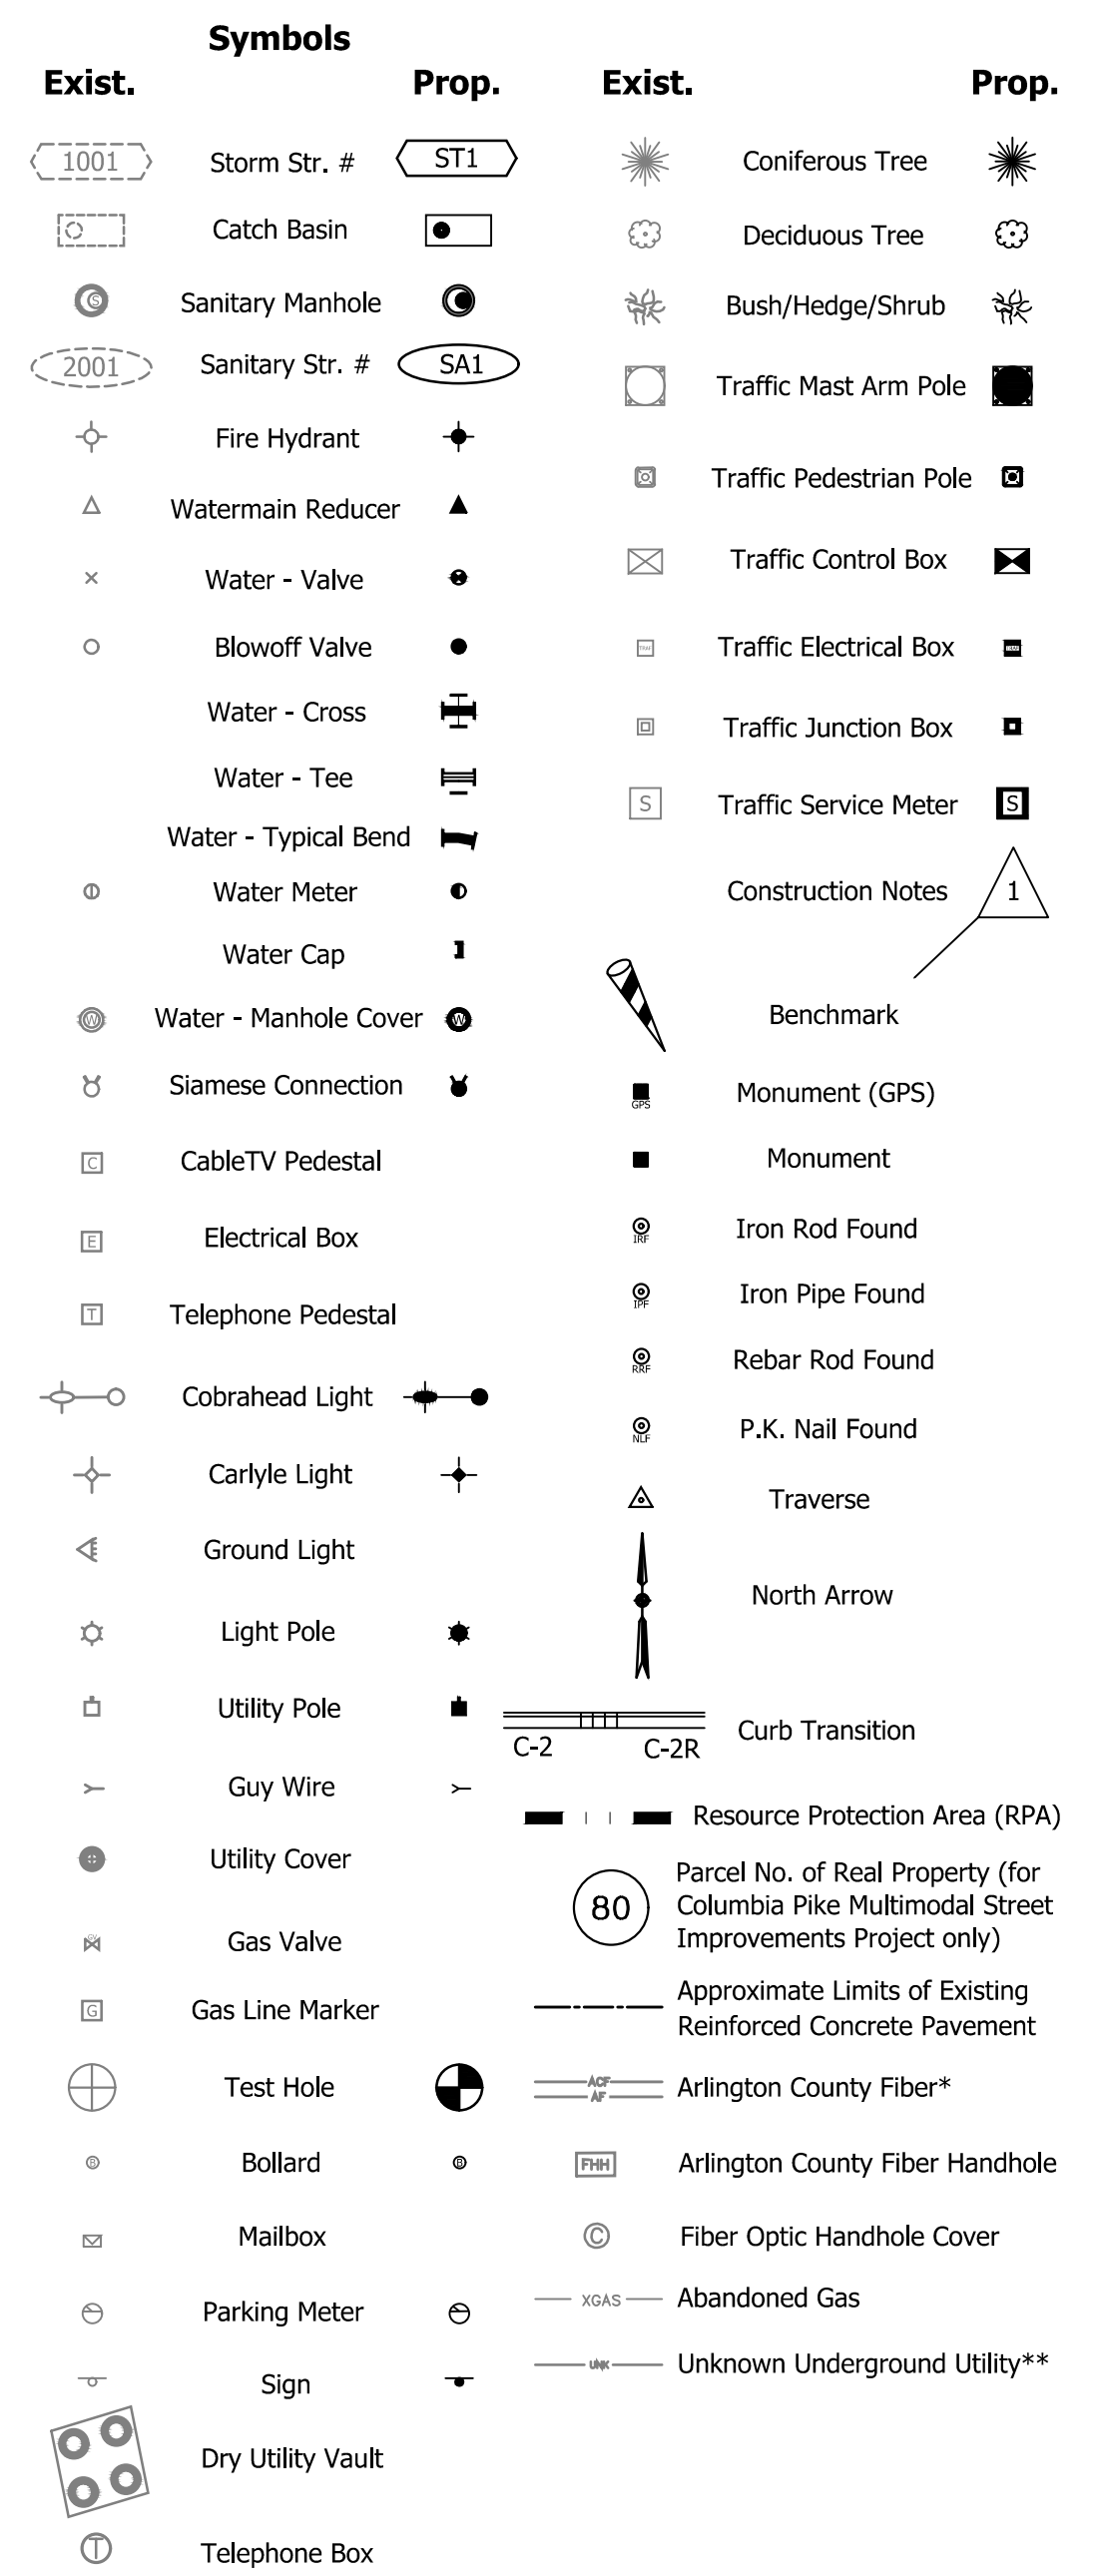 Symbols
Exist. Prop. Exist. Prop.
1001 Storm Str. # ST1
Catch Basin
S Sanitary Manhole
2001 Sanitary Str. # SA1
Fire Hydrant
Watermain Reducer
Water - Valve
Blowoff Valve
Water - Cross
Water - Tee
Water - Typical Bend
Water Meter
Water Cap
W Water - Manhole Cover W
Siamese Connection
C CableTV Pedestal
E Electrical Box
T Telephone Pedestal
Cobrahead Light
Carlyle Light
Ground Light
Light Pole
Utility Pole
Guy Wire
Utility Cover
GV Gas Valve
G Gas Line Marker
Test Hole
B Bollard B
Mailbox
Parking Meter
Sign
Dry Utility Vault
T Telephone Box
Coniferous Tree
Deciduous Tree
Bush/Hedge/Shrub
Traffic Mast Arm Pole
Traffic Pedestrian Pole
Traffic Control Box
TRAF Traffic Electrical Box TRAF
Traffic Junction Box
S Traffic Service Meter S
Construction Notes 1
Benchmark
GPS Monument (GPS)
Monument
IRF Iron Rod Found
IPF Iron Pipe Found
RRF Rebar Rod Found
NLF P.K. Nail Found
Traverse
North Arrow
C-2 C-2R Curb Transition
Resource Protection Area (RPA)
80
Parcel No. of Real Property (for
Columbia Pike Multimodal Street
Improvements Project only)
Approximate Limits of Existing
Reinforced Concrete Pavement
ACF
AF
Arlington County Fiber*
FHH Arlington County Fiber Handhole
C Fiber Optic Handhole Cover
XGAS Abandoned Gas
UNK Unknown Underground Utility**